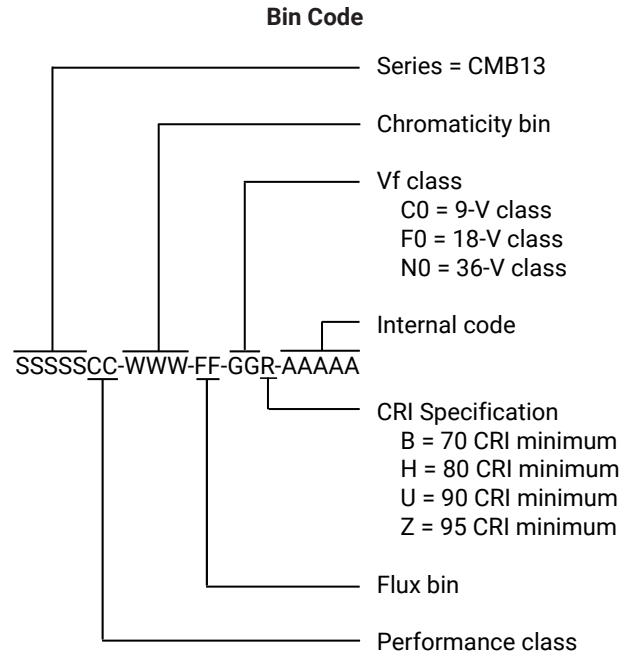 Bin Code
Series = CMB13
Chromaticity bin
Vf class
C0 = 9-V class
F0 = 18-V class
N0 = 36-V class
Internal code
SSSSSCC-WWW-FF-GGR-AAAAA
CRI Specification
B = 70 CRI minimum
H = 80 CRI minimum
U = 90 CRI minimum
Z = 95 CRI minimum
Flux bin
Performance class